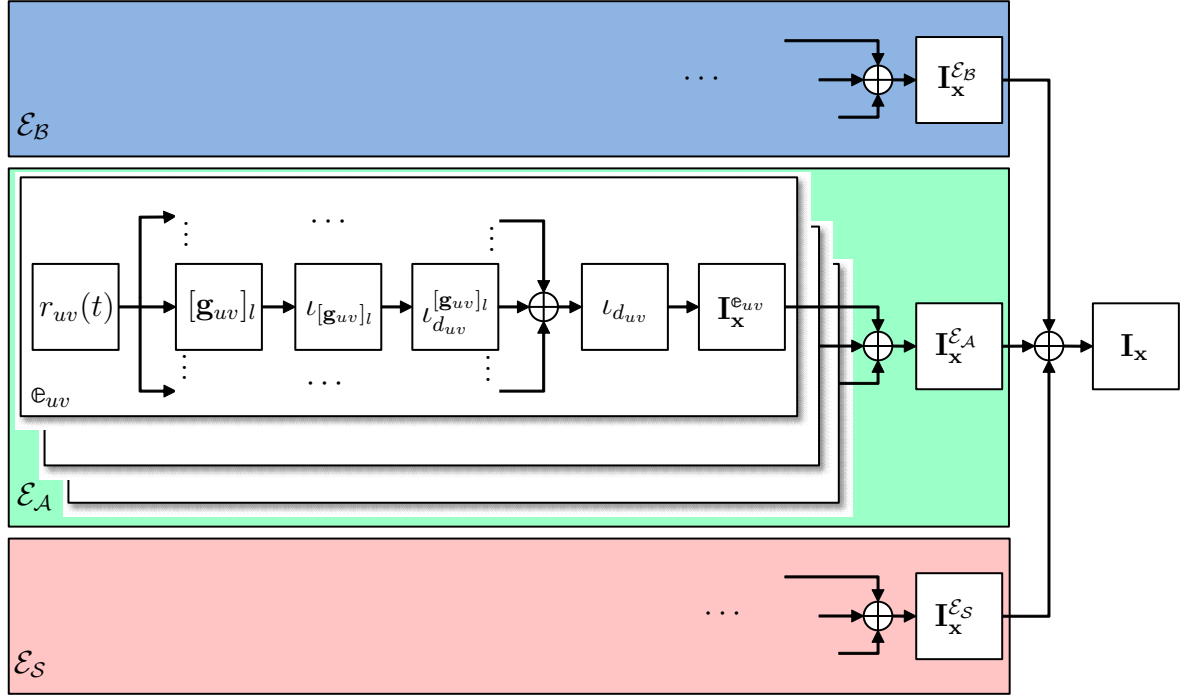 . . .
𝐈_𝐱^{ℰ_ℬ}
ℰ_ℬ
. . .
r_{uv}(t)
[𝐠_{uv}]_l
ι_{[𝐠_{uv}]_l}
ι_{d_{uv}}^{[𝐠_{uv}]_l}
ι_{d_{uv}}
𝐈_𝐱^{𝕖_{uv}}
𝐈_𝐱^{ℰ_𝒜}
𝐈_𝐱
. . .
𝕖_{uv}
ℰ_𝒜
. . .
𝐈_𝐱^{ℰ_𝒮}
ℰ_𝒮